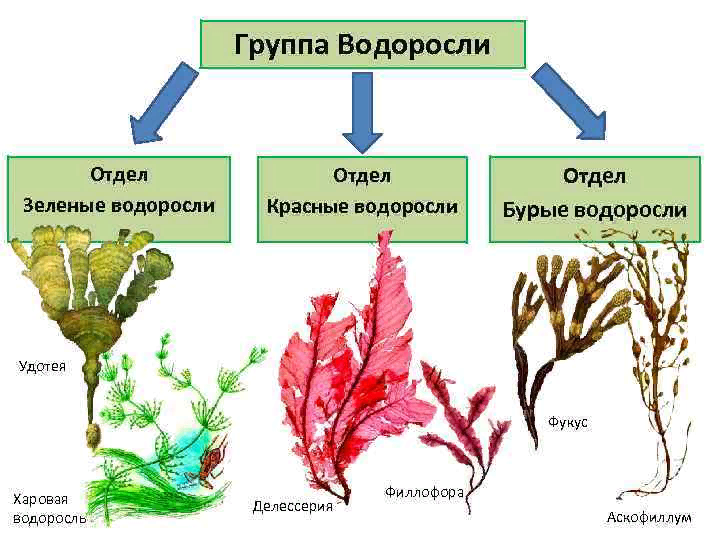 Группа Водоросли
Отдел
Зеленые водоросли
Отдел
Красные водоросли
Отдел
Бурые водоросли
Удотея
Фукус
Харовая
водоросль
Делессерия
Филлофора
Аскофиллум